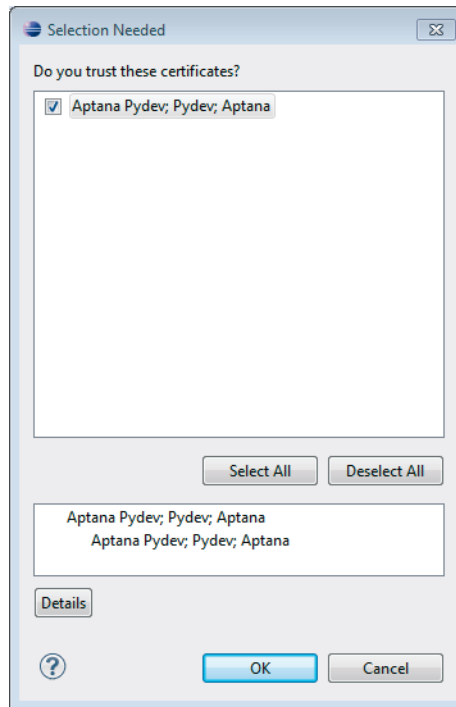 Selection Needed
Do you trust these certificates?
Aptana Pydev; Pydev; Aptana
Select All Deselect All
Aptana Pydev; Pydev; Aptana
Aptana Pydev; Pydev; Aptana
Details
? OK Cancel